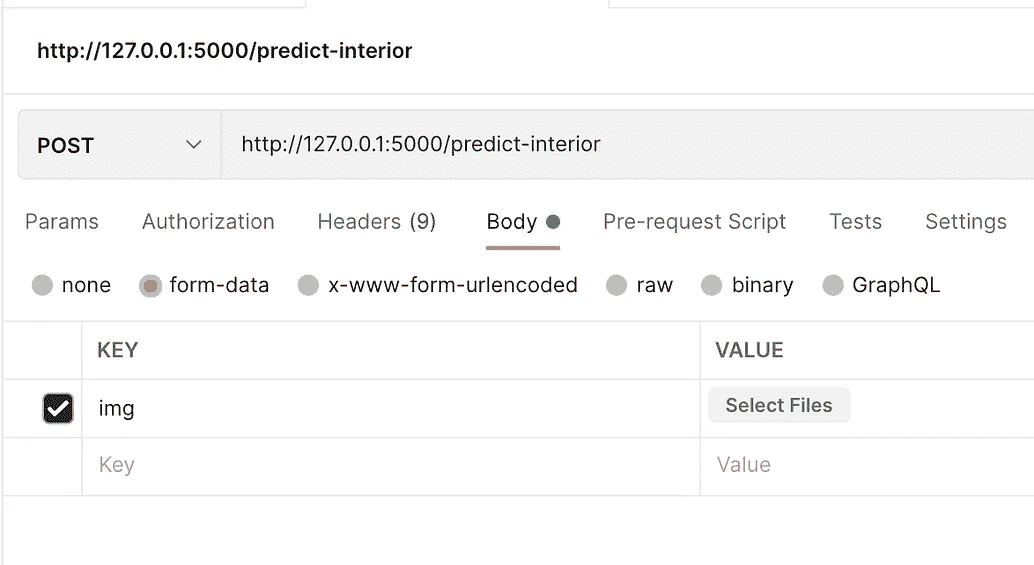 http://127.0.0.1:5000/predict-interior
POST http://127.0.0.1:5000/predict-interior
Params Authorization Headers (9) Body Pre-request Script Tests Settings
none form-data x-www-form-urlencoded raw binary GraphQL
KEY VALUE
img Select Files
Key Value